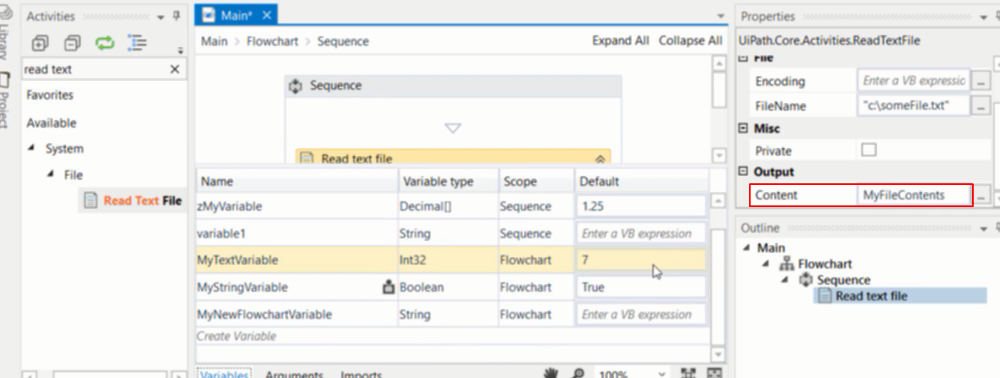 Library
Project
Activities
read text
Favorites
Available
System
File
Read Text File
Main*
Main > Flowchart > Sequence
Expand All Collapse All
Sequence
Read text file
Name Variable type Scope Default
zMyVariable Decimal[] Sequence 1.25
variable1 String Sequence Enter a VB expression
MyTextVariable Int32 Flowchart 7
MyStringVariable Boolean Flowchart True
MyNewFlowchartVariable String Flowchart Enter a VB expression
Create Variable
Variables Arguments Imports 100%
Properties
UiPath.Core.Activities.ReadTextFile
File
Encoding Enter a VB expressio ...
FileName "c:\someFile.txt" ...
Misc
Private
Output
Content MyFileContents ...
Outline
Main
Flowchart
Sequence
Read text file